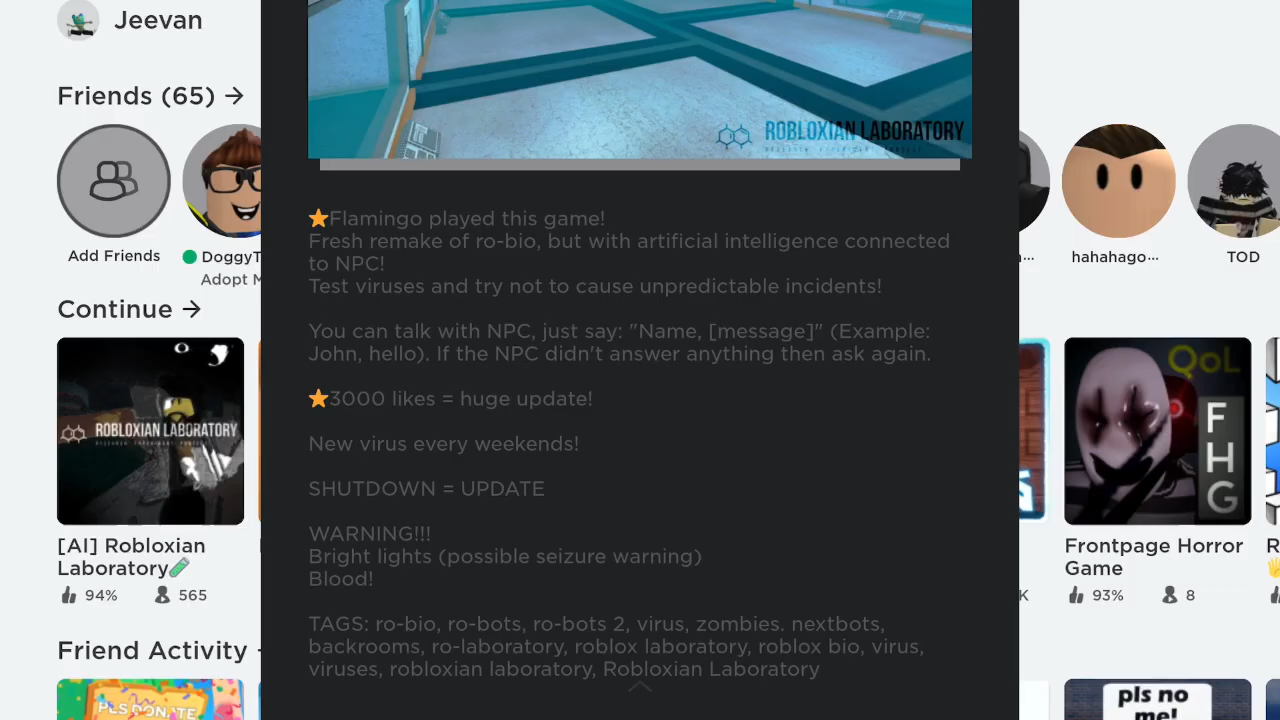 Jeevan
Friends (65) →
Add Friends
DoggyT
Adopt M
hahahago...
TOD
Continue →
ROBLOXIAN LABORATORY
[AI] Robloxian
Laboratory
94% 565
ROBLOXIAN LABORATORY
⭐Flamingo played this game!
Fresh remake of ro-bio, but with artificial intelligence connected
to NPC!
Test viruses and try not to cause unpredictable incidents!
You can talk with NPC, just say: "Name, [message]" (Example:
John, hello). If the NPC didn't answer anything then ask again.
⭐3000 likes = huge update!
New virus every weekends!
SHUTDOWN = UPDATE
WARNING!!!
Bright lights (possible seizure warning)
Blood!
TAGS: ro-bio, ro-bots, ro-bots 2, virus, zombies. nextbots,
backrooms, ro-laboratory, roblox laboratory, roblox bio, virus,
viruses, robloxian laboratory, Robloxian Laboratory
QoL
F
H
G
Frontpage Horror
Game
93% 8
K
Friend Activity
PLS DONATE
pls no
me!